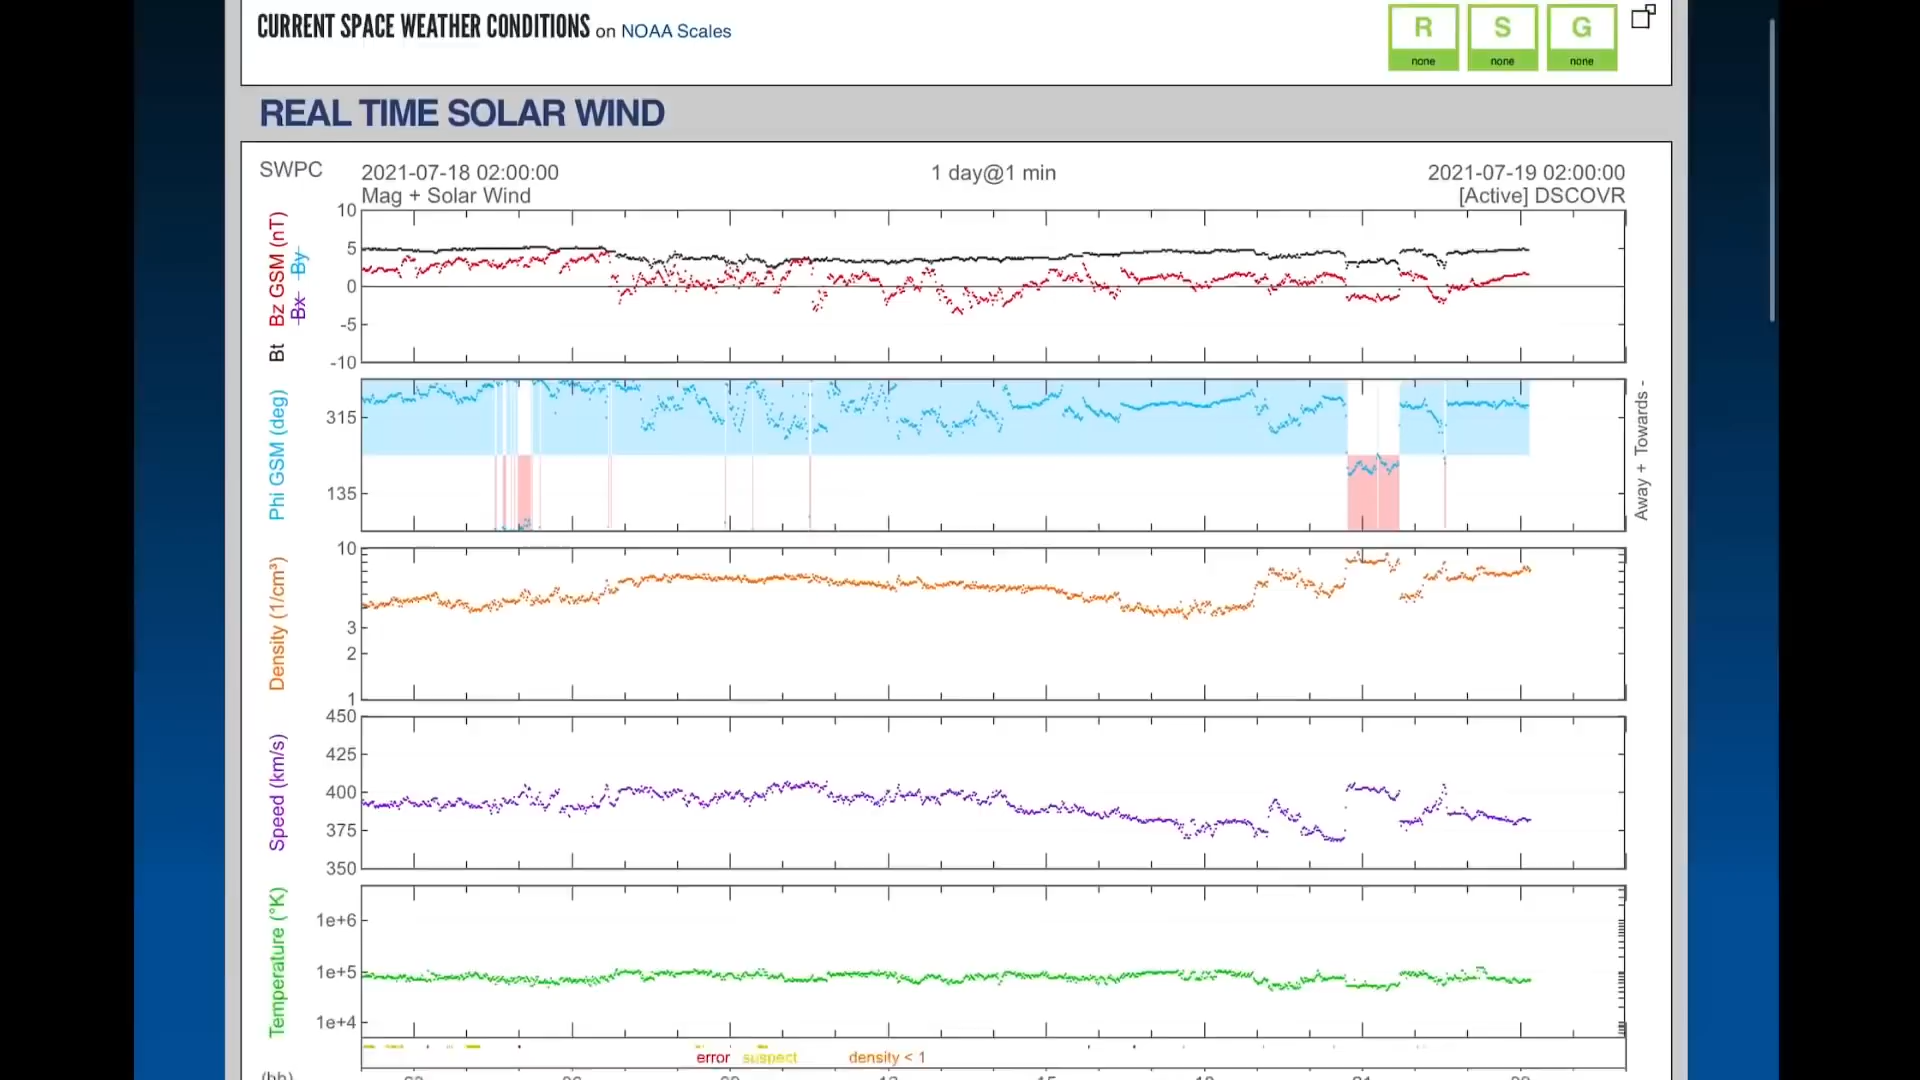 CURRENT SPACE WEATHER CONDITIONS on NOAA Scales
R S G
none none none
REAL TIME SOLAR WIND
SWPC
2021-07-18 02:00:00 1 day@1 min 2021-07-19 02:00:00
Mag + Solar Wind [Active] DSCOVR
Bt Bz GSM (nT)
Bx By
10
5
0
-5
-10
Phi GSM (deg)
315
135
Away + Towards -
Density (1/cm³)
10
3
2
1
Speed (km/s)
450
425
400
375
350
Temperature (°K)
1e+6
1e+5
1e+4
error suspect density < 1